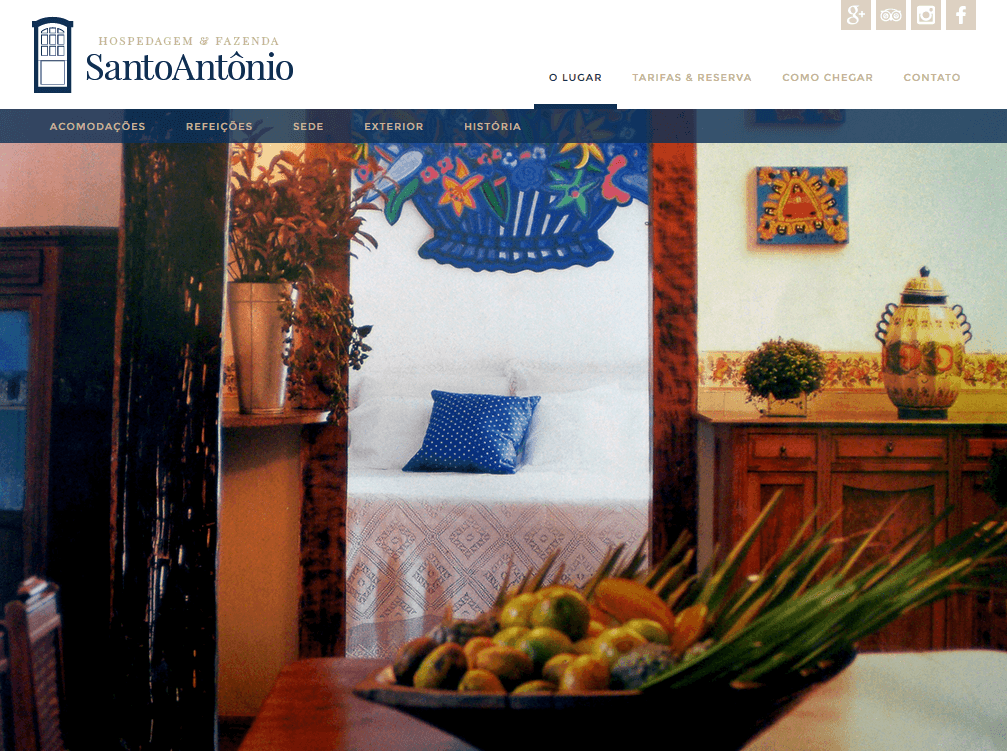 HOSPEDAGEM & FAZENDA
SantoAntônio
O LUGAR TARIFAS & RESERVA COMO CHEGAR CONTATO
ACOMODAÇÕES REFEIÇÕES SEDE EXTERIOR HISTÓRIA